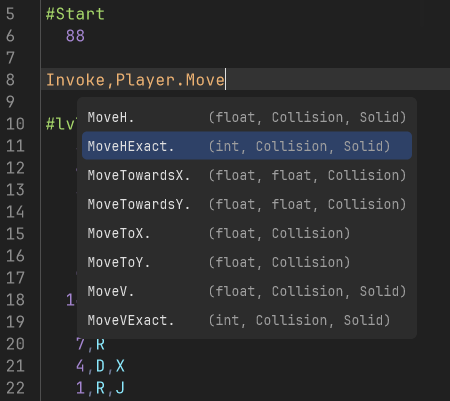 5 #Start
6 88
7
8 Invoke,Player.Move
9
10 #lvl
11
12
13
14
15
16
17
18 1
19
20 7,R
21 4,D,X
22 1,R,J
MoveH. (float, Collision, Solid)
MoveHExact. (int, Collision, Solid)
MoveTowardsX. (float, float, Collision)
MoveTowardsY. (float, float, Collision)
MoveToX. (float, Collision)
MoveToY. (float, Collision)
MoveV. (float, Collision, Solid)
MoveVExact. (int, Collision, Solid)